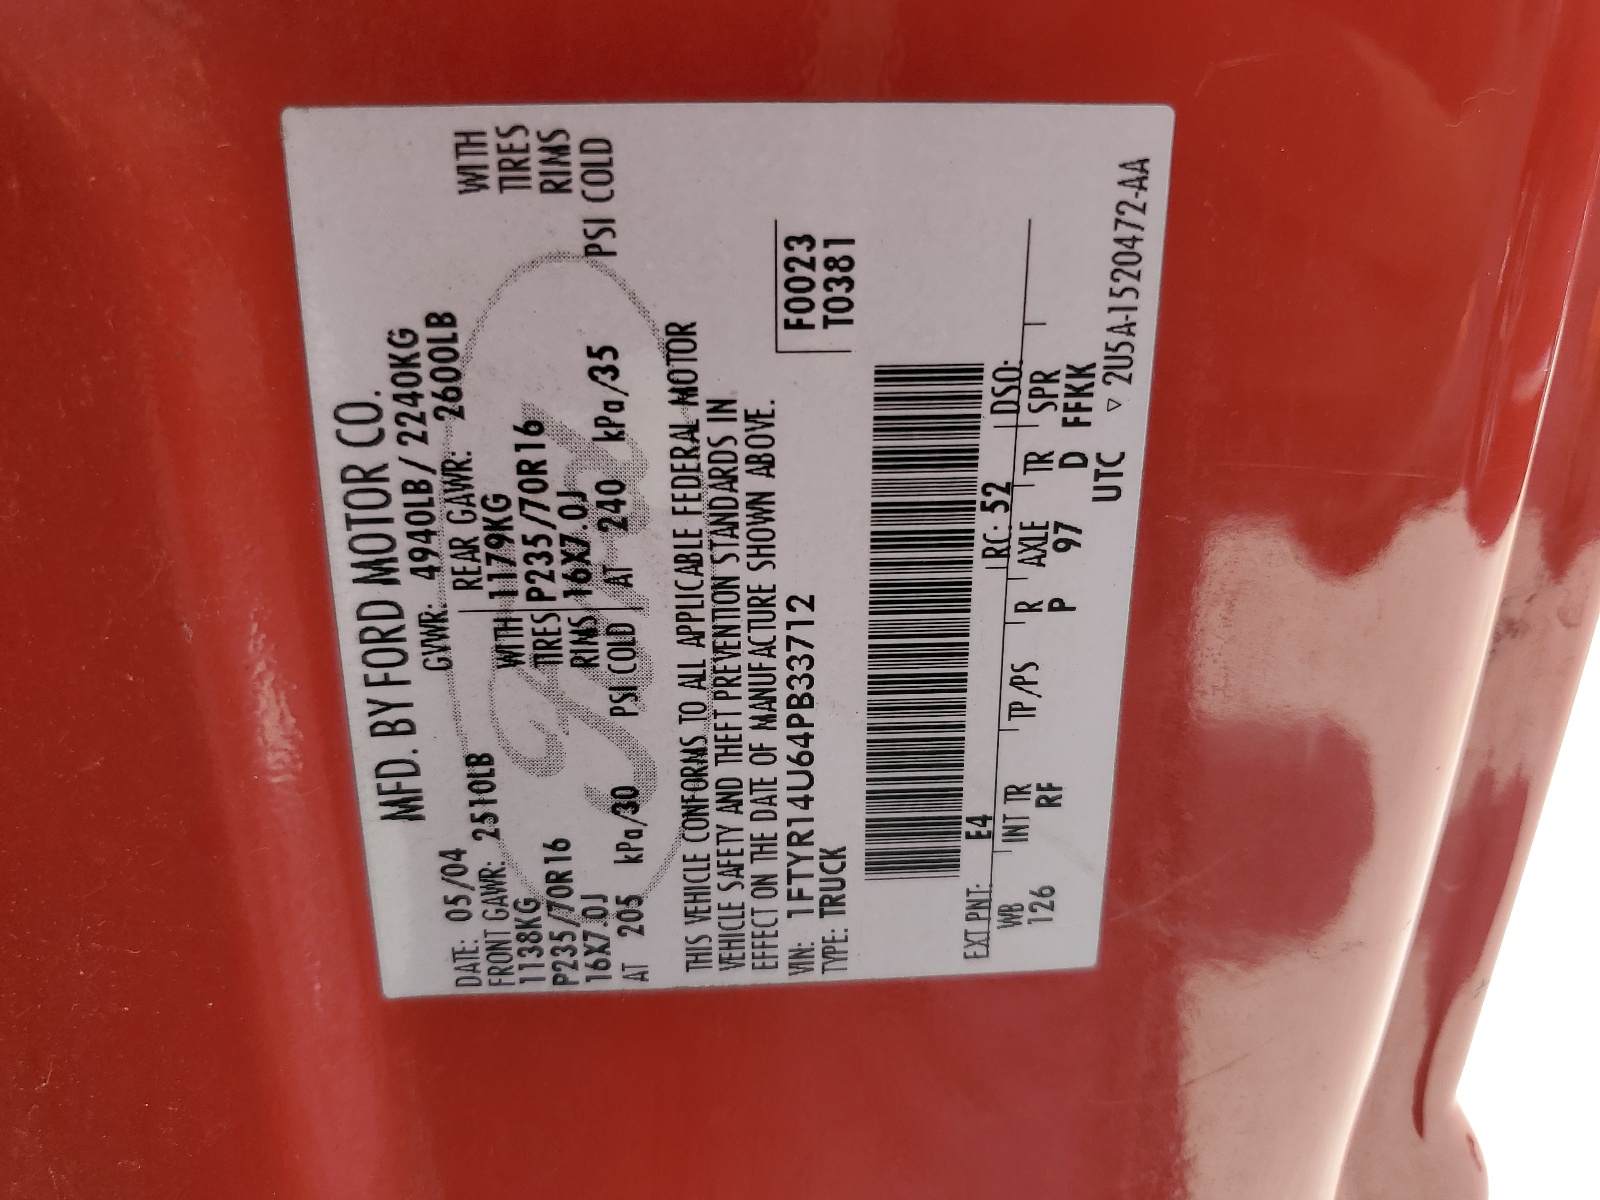 MFD. BY FORD MOTOR CO.
DATE: 05/04 GVWR: 4940LB/ 2240KG
FRONT GAWR: 2510LB REAR GAWR: 2600LB
1138KG WITH 1179KG WITH
P235/70R16 TIRES P235/70R16 TIRES
16X7.0J RIMS 16X7.0J RIMS
AT 205 kPa/30 PSI COLD AT 240 kPa/35 PSI COLD
THIS VEHICLE CONFORMS TO ALL APPLICABLE FEDERAL MOTOR
VEHICLE SAFETY AND THEFT PREVENTION STANDARDS IN
EFFECT ON THE DATE OF MANUFACTURE SHOWN ABOVE.
VIN: 1FTYR14U64PB33712 F0023
TYPE: TRUCK T0381
EXT PNT: E4 RC: 52 DSO:
WB INT TR TP/PS R AXLE TR SPR
126 RF P 97 D FFKK
UTC ▽ 2U5A-1520472-AA
Ford